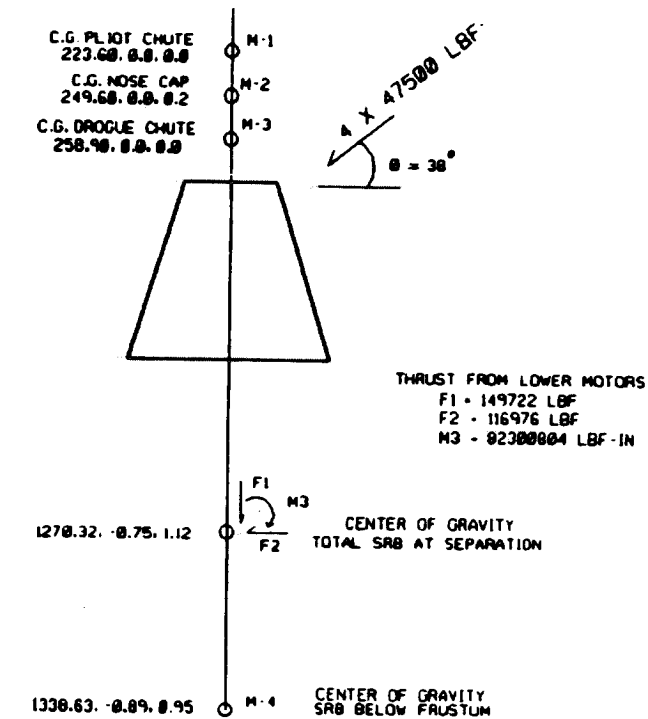 C.G. PLIOT CHUTE
223.60, 0.0, 0.0
M-1
C.G. NOSE CAP
249.60, 0.0, 0.2
M-2
C.G. DROGUE CHUTE
258.90, 0.0, 0.0
M-3
4 X 47500 LBF
θ = 38°
THRUST FROM LOWER MOTORS
F1 = 149722 LBF
F2 = 116976 LBF
M3 = 82300804 LBF-IN
F1
M3
F2
1270.32, -0.75, 1.12
CENTER OF GRAVITY
TOTAL SRB AT SEPARATION
1338.63, -0.89, 0.95
M-4
CENTER OF GRAVITY
SRB BELOW FRUSTUM